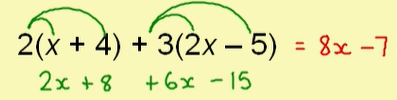 2(x + 4) + 3(2x – 5) = 8x - 7
2x + 8 + 6x - 15